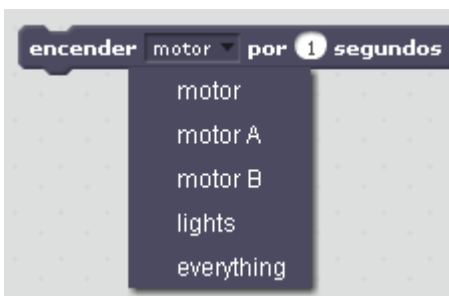 encender motor por 1 segundos
motor
motor A
motor B
lights
everything